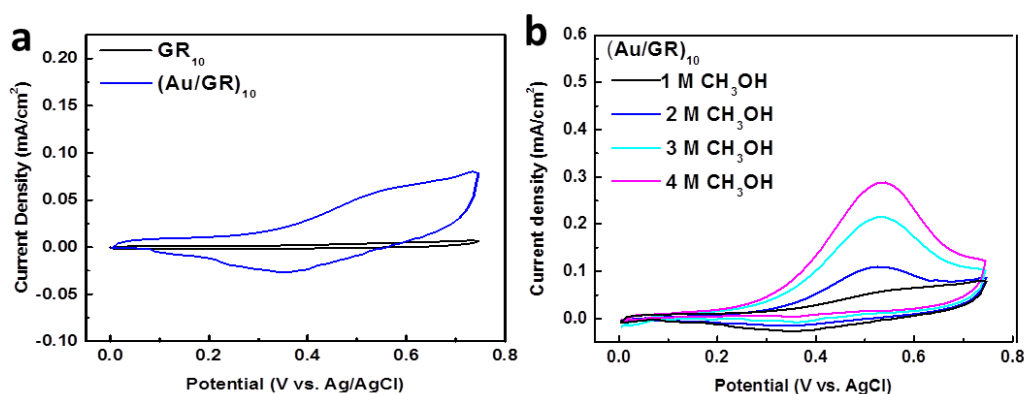 a
GR10
(Au/GR)10
0.20
0.15
0.10
0.05
0.00
-0.05
-0.10
Current Density (mA/cm2)
0.0 0.2 0.4 0.6 0.8
Potential (V vs. Ag/AgCl)
b
(Au/GR)10
1 M CH3OH
2 M CH3OH
3 M CH3OH
4 M CH3OH
0.6
0.5
0.4
0.3
0.2
0.1
0.0
Current density (mA/cm2)
0.0 0.2 0.4 0.6 0.8
Potential (V vs. AgCl)